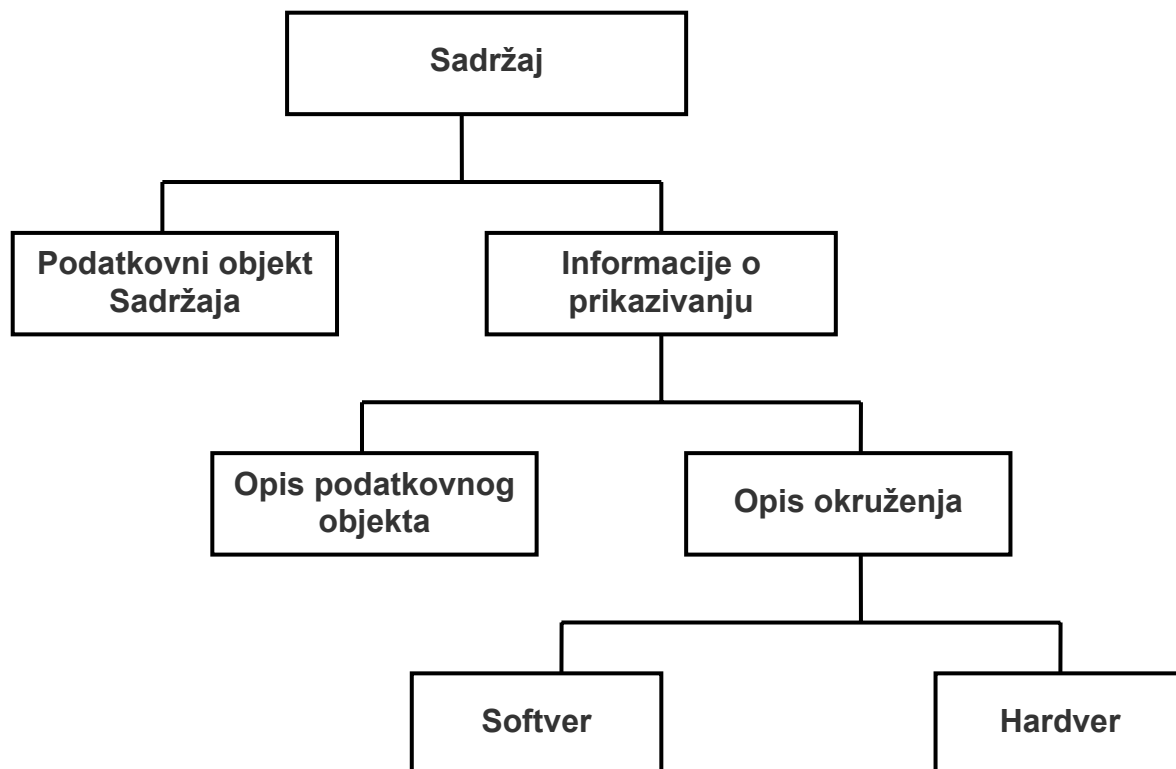 Sadržaj
Podatkovni objekt
Sadržaja
Informacije o
prikazivanju
Opis podatkovnog
objekta
Opis okruženja
Softver
Hardver